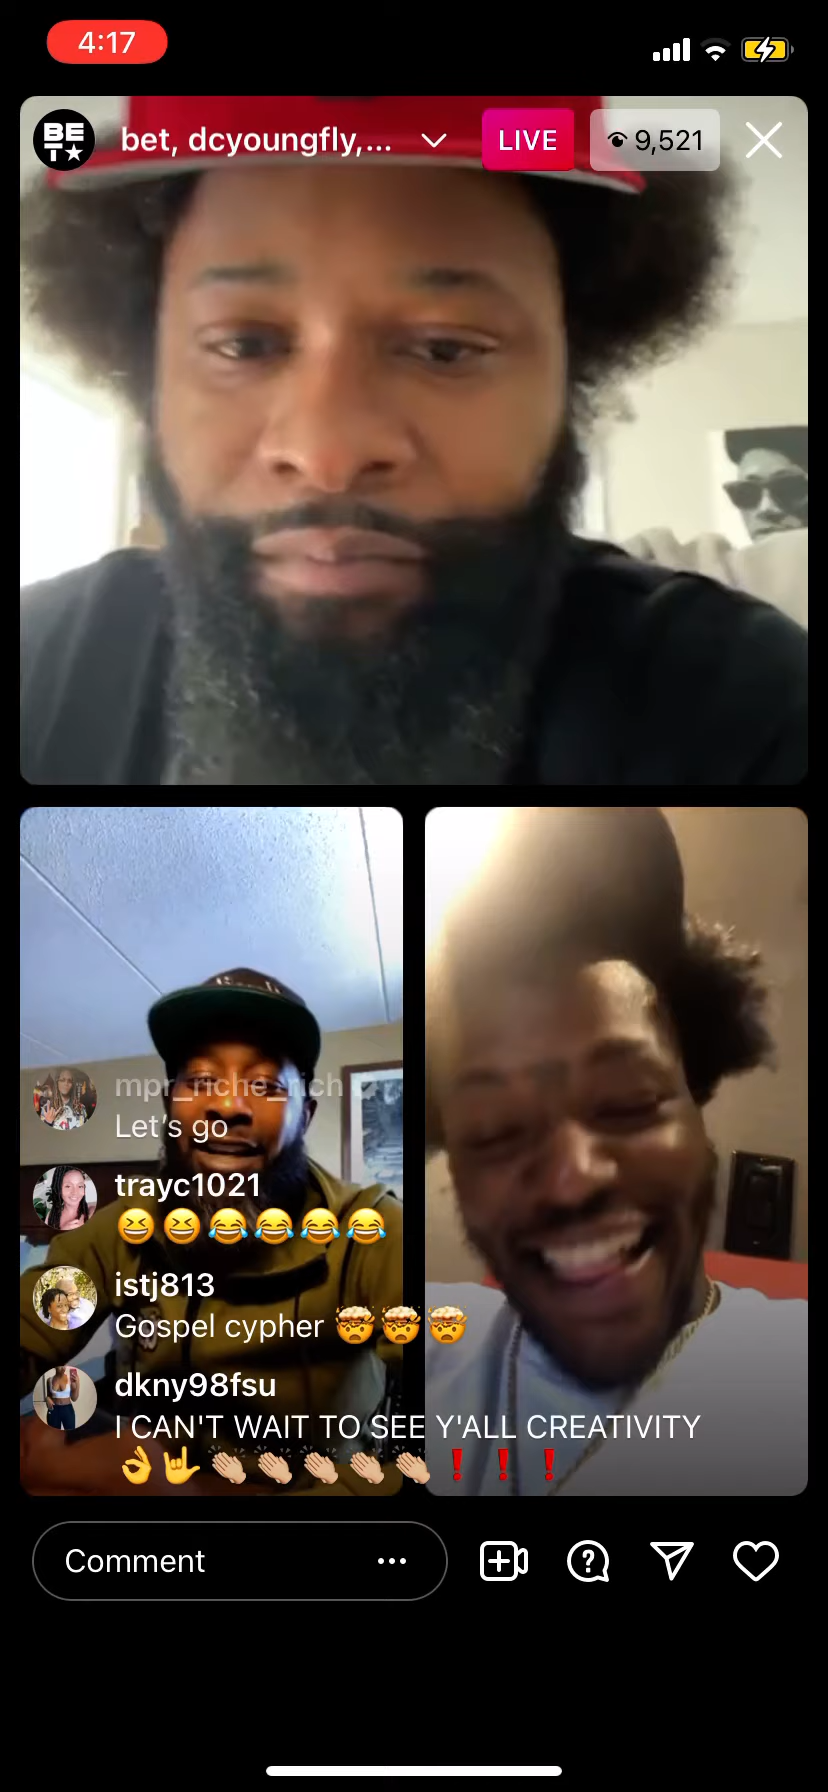 4:17
BET
bet, dcyoungfly,...
LIVE
9,521
mpr_riche_rich
Let's go
trayc1021
😆😆😂😂😂😂
istj813
Gospel cypher 🤯🤯🤯
dkny98fsu
I CAN'T WAIT TO SEE Y'ALL CREATIVITY
👌🤟👏🏼👏🏼👏🏼👏🏼👏🏼❗❗❗
Comment